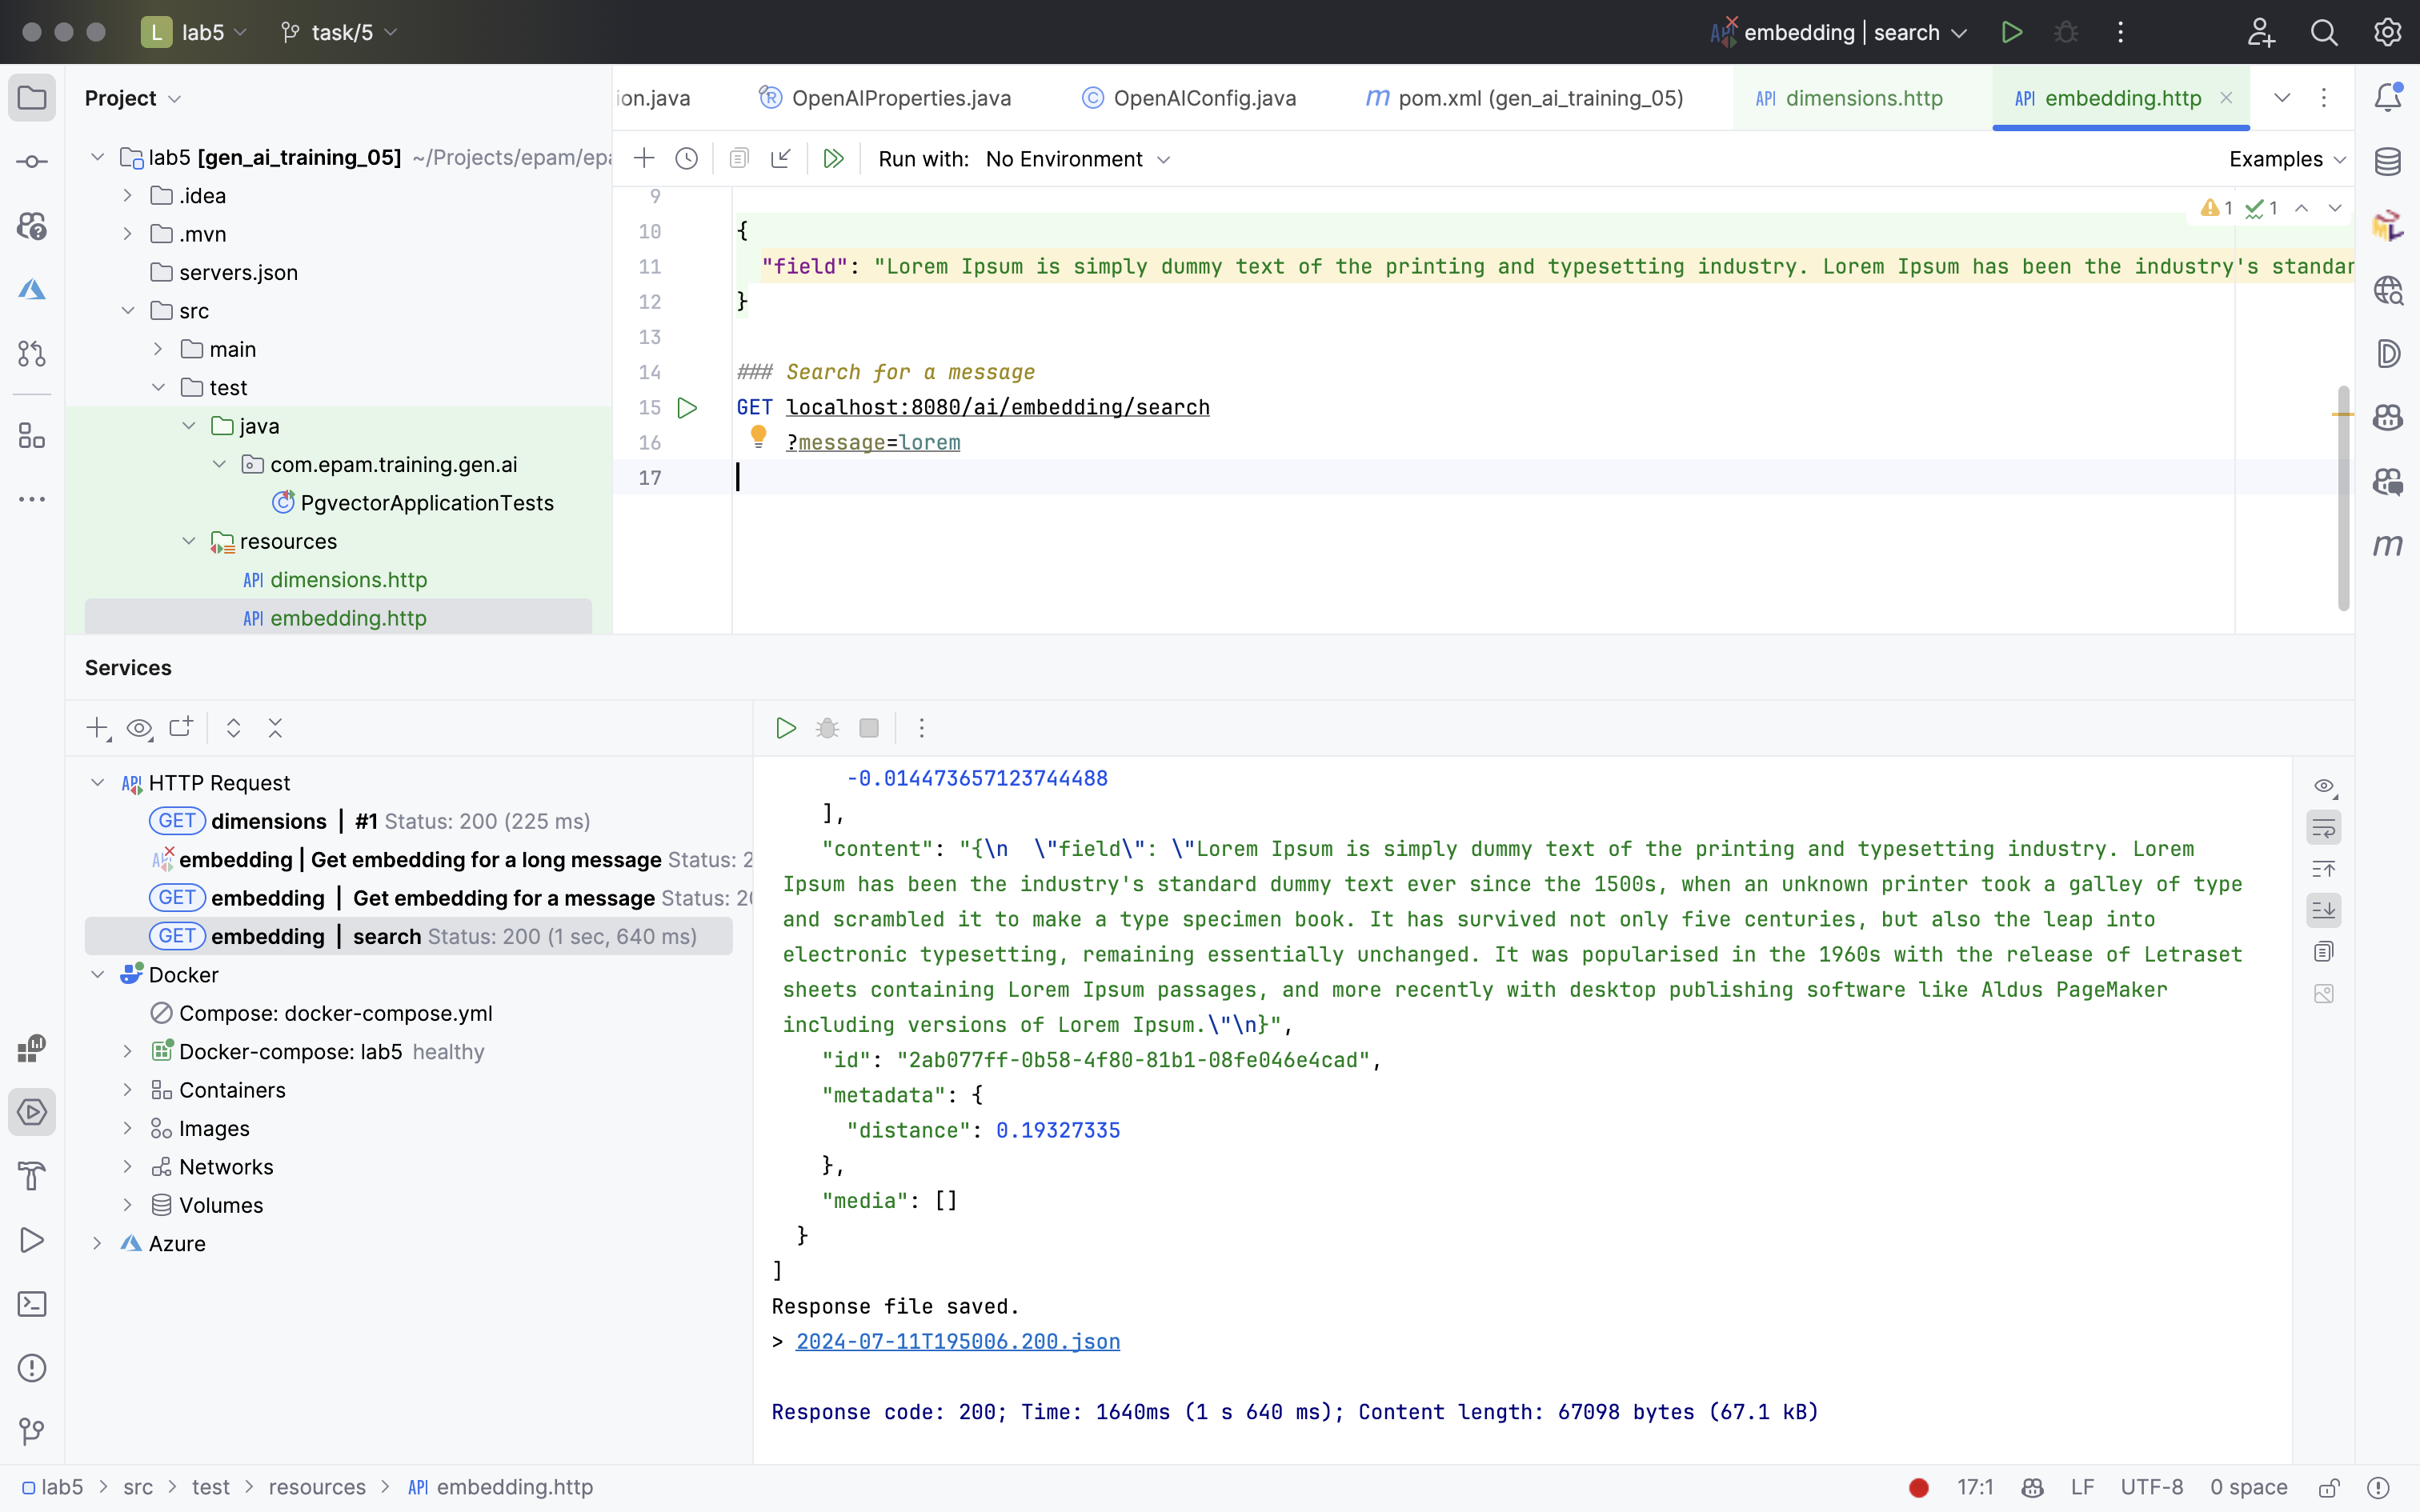 L lab5 task/5 embedding | search
Project
ion.java OpenAIProperties.java OpenAIConfig.java pom.xml (gen_ai_training_05) API dimensions.http API embedding.http
lab5 [gen_ai_training_05] ~/Projects/epam/epa
.idea
.mvn
servers.json
src
main
test
java
com.epam.training.gen.ai
PgvectorApplicationTests
resources
API dimensions.http
API embedding.http
Run with: No Environment Examples
9
10 {
11 "field": "Lorem Ipsum is simply dummy text of the printing and typesetting industry. Lorem Ipsum has been the industry's standar
12 }
13
14 ### Search for a message
15 GET localhost:8080/ai/embedding/search
16 ?message=lorem
17
1 1
Services
API HTTP Request
GET dimensions | #1 Status: 200 (225 ms)
embedding | Get embedding for a long message Status: 2
GET embedding | Get embedding for a message Status: 20
GET embedding | search Status: 200 (1 sec, 640 ms)
Docker
Compose: docker-compose.yml
Docker-compose: lab5 healthy
Containers
Images
Networks
Volumes
Azure
-0.014473657123744488
],
"content": "{\n  \"field\": \"Lorem Ipsum is simply dummy text of the printing and typesetting industry. Lorem
Ipsum has been the industry's standard dummy text ever since the 1500s, when an unknown printer took a galley of type
and scrambled it to make a type specimen book. It has survived not only five centuries, but also the leap into
electronic typesetting, remaining essentially unchanged. It was popularised in the 1960s with the release of Letraset
sheets containing Lorem Ipsum passages, and more recently with desktop publishing software like Aldus PageMaker
including versions of Lorem Ipsum.\"\n}",
"id": "2ab077ff-0b58-4f80-81b1-08fe046e4cad",
"metadata": {
"distance": 0.19327335
},
"media": []
}
]
Response file saved.
> 2024-07-11T195006.200.json
Response code: 200; Time: 1640ms (1 s 640 ms); Content length: 67098 bytes (67.1 kB)
lab5 > src > test > resources > API embedding.http 17:1 LF UTF-8 0 space